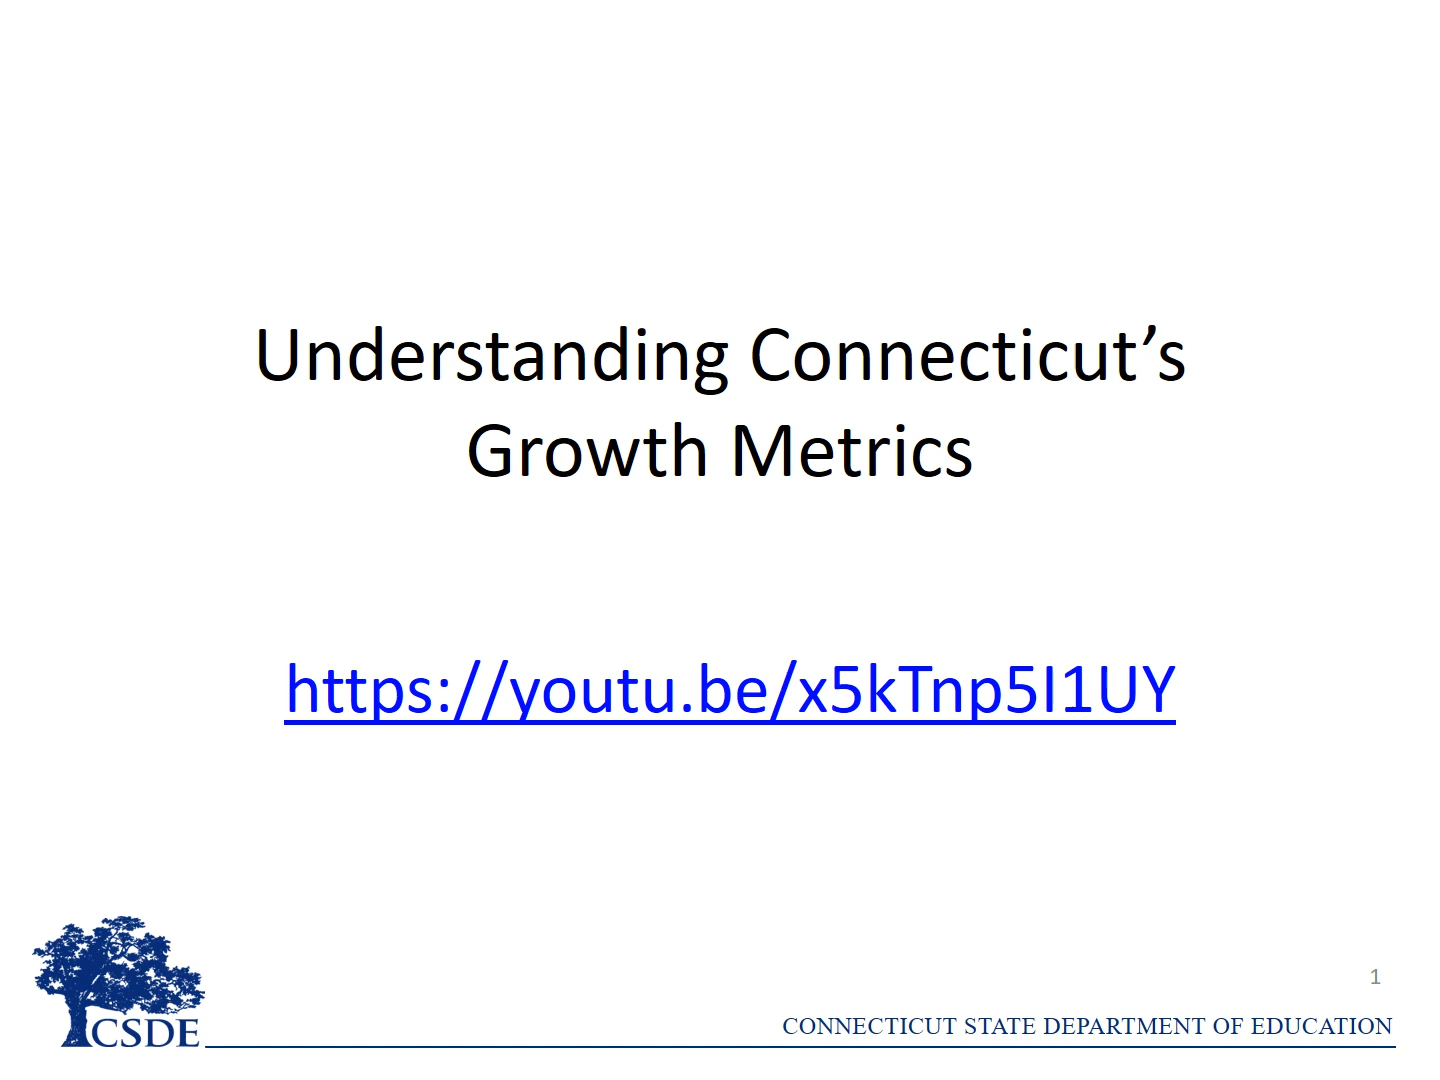 Understanding Connecticut’s
Growth Metrics
https://youtu.be/x5kTnp5I1UY
1
CSDE
CONNECTICUT STATE DEPARTMENT OF EDUCATION